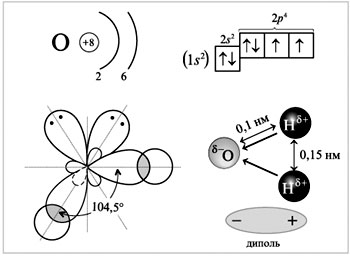 O +8
2 6
2p⁴
2s²
(1s²) ↑↓ ↑↓ ↑ ↑
104,5°
0,1 нм
Hδ+
δ−O
0,15 нм
Hδ+
− +
диполь